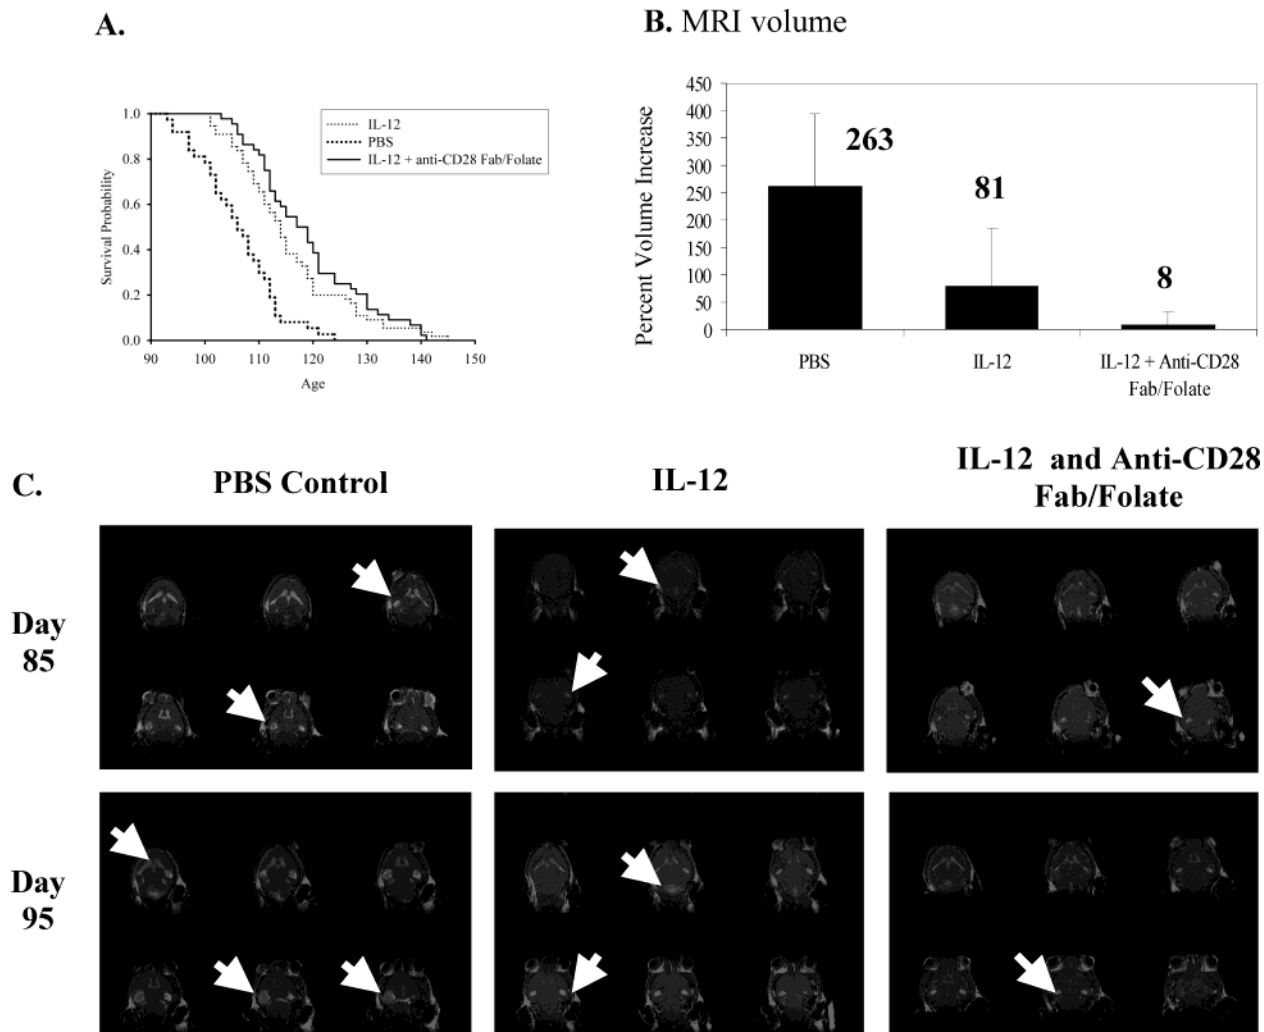 A.
1.0
0.8
0.6
0.4
0.2
0.0
Survival Probability
90 100 110 120 130 140 150
Age
IL-12
PBS
IL-12 + anti-CD28 Fab/Folate
B. MRI volume
450
400
350
300
250
200
150
100
50
0
Percent Volume Increase
263
81
8
PBS
IL-12
IL-12 + Anti-CD28
Fab/Folate
C.
PBS Control
IL-12
IL-12 and Anti-CD28
Fab/Folate
Day
85
Day
95